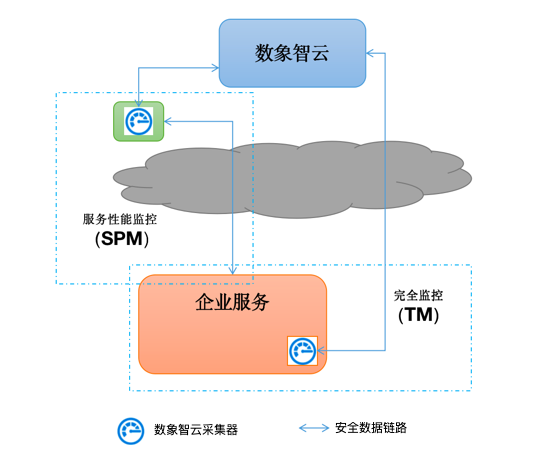 数象智云
服务性能监控
(SPM)
企业服务
完全监控
(TM)
数象智云采集器
安全数据链路